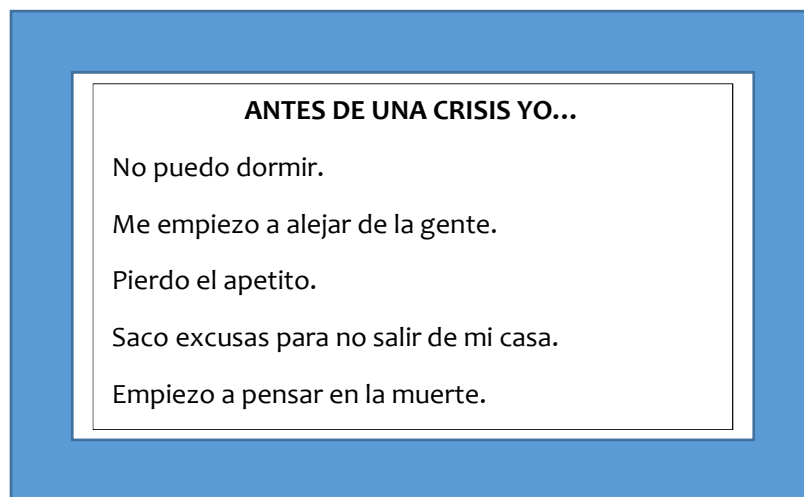 ANTES DE UNA CRISIS YO…
No puedo dormir.
Me empiezo a alejar de la gente.
Pierdo el apetito.
Saco excusas para no salir de mi casa.
Empiezo a pensar en la muerte.